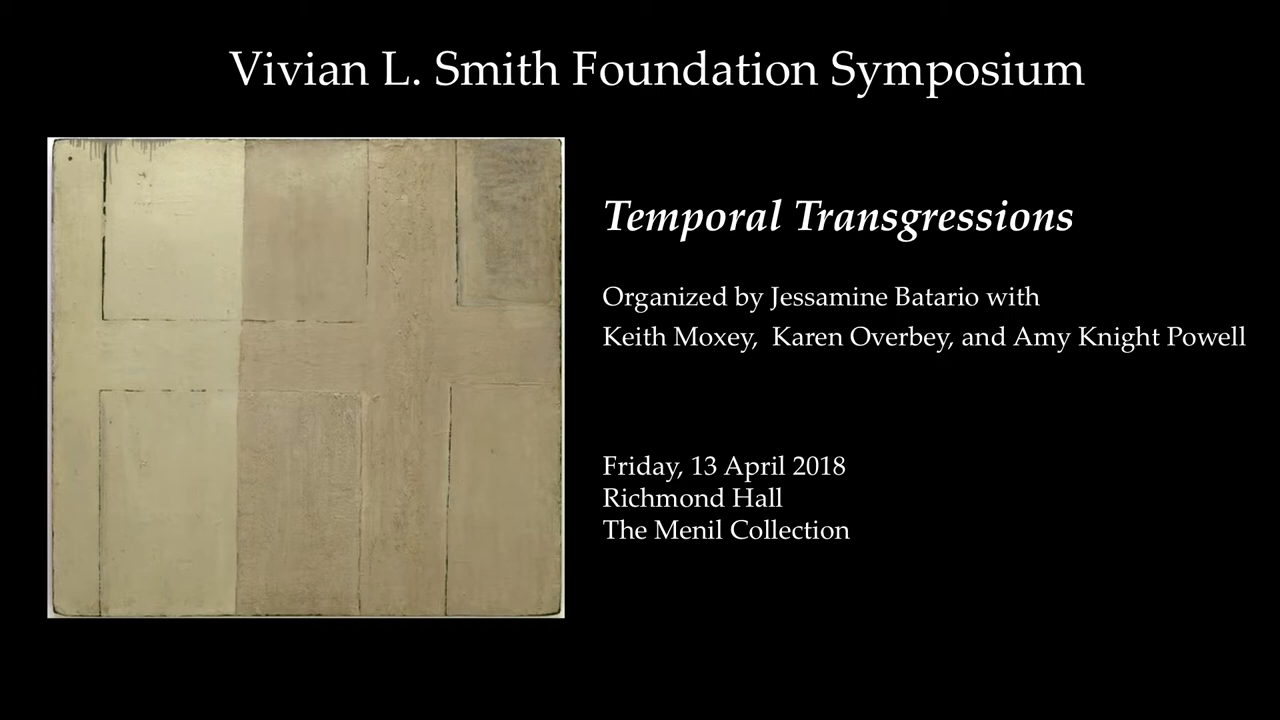 Vivian L. Smith Foundation Symposium
Temporal Transgressions
Organized by Jessamine Batario with
Keith Moxey,  Karen Overbey, and Amy Knight Powell
Friday, 13 April 2018
Richmond Hall
The Menil Collection